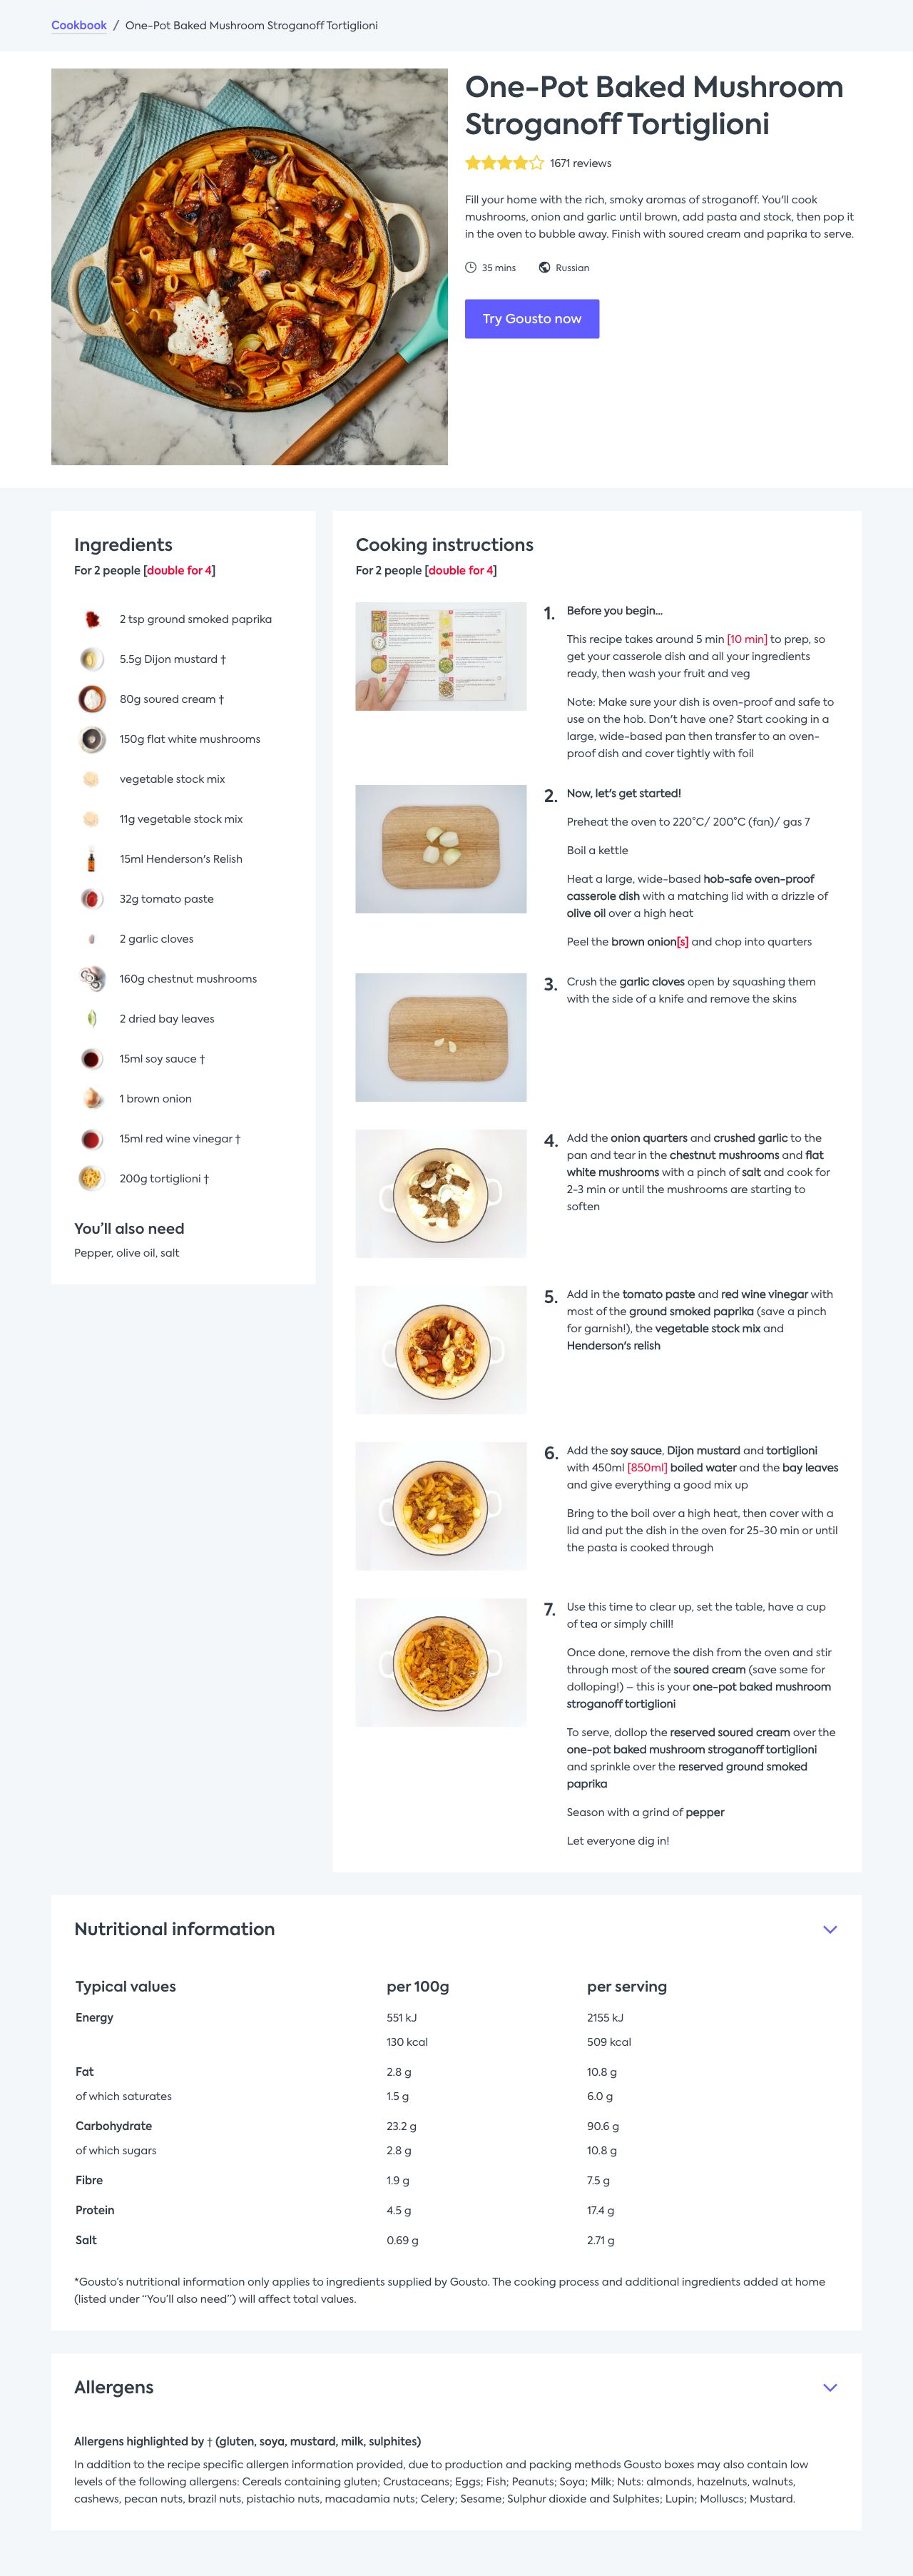 Cookbook / One-Pot Baked Mushroom Stroganoff Tortiglioni
One-Pot Baked Mushroom
Stroganoff Tortiglioni
1671 reviews
Fill your home with the rich, smoky aromas of stroganoff. You'll cook
mushrooms, onion and garlic until brown, add pasta and stock, then pop it
in the oven to bubble away. Finish with soured cream and paprika to serve.
35 mins Russian
Try Gousto now
Ingredients
For 2 people [double for 4]
2 tsp ground smoked paprika
5.5g Dijon mustard †
80g soured cream †
150g flat white mushrooms
vegetable stock mix
11g vegetable stock mix
15ml Henderson's Relish
32g tomato paste
2 garlic cloves
160g chestnut mushrooms
2 dried bay leaves
15ml soy sauce †
1 brown onion
15ml red wine vinegar †
200g tortiglioni †
You'll also need
Pepper, olive oil, salt
Cooking instructions
For 2 people [double for 4]
1. Before you begin...
This recipe takes around 5 min [10 min] to prep, so
get your casserole dish and all your ingredients
ready, then wash your fruit and veg
Note: Make sure your dish is oven-proof and safe to
use on the hob. Don't have one? Start cooking in a
large, wide-based pan then transfer to an oven-
proof dish and cover tightly with foil
2. Now, let's get started!
Preheat the oven to 220°C/ 200°C (fan)/ gas 7
Boil a kettle
Heat a large, wide-based hob-safe oven-proof
casserole dish with a matching lid with a drizzle of
olive oil over a high heat
Peel the brown onion[s] and chop into quarters
3. Crush the garlic cloves open by squashing them
with the side of a knife and remove the skins
4. Add the onion quarters and crushed garlic to the
pan and tear in the chestnut mushrooms and flat
white mushrooms with a pinch of salt and cook for
2-3 min or until the mushrooms are starting to
soften
5. Add in the tomato paste and red wine vinegar with
most of the ground smoked paprika (save a pinch
for garnish!), the vegetable stock mix and
Henderson's relish
6. Add the soy sauce, Dijon mustard and tortiglioni
with 450ml [850ml] boiled water and the bay leaves
and give everything a good mix up
Bring to the boil over a high heat, then cover with a
lid and put the dish in the oven for 25-30 min or until
the pasta is cooked through
7. Use this time to clear up, set the table, have a cup
of tea or simply chill!
Once done, remove the dish from the oven and stir
through most of the soured cream (save some for
dolloping!) – this is your one-pot baked mushroom
stroganoff tortiglioni
To serve, dollop the reserved soured cream over the
one-pot baked mushroom stroganoff tortiglioni
and sprinkle over the reserved ground smoked
paprika
Season with a grind of pepper
Let everyone dig in!
Nutritional information
Typical values per 100g per serving
Energy 551 kJ 2155 kJ
130 kcal 509 kcal
Fat 2.8 g 10.8 g
of which saturates 1.5 g 6.0 g
Carbohydrate 23.2 g 90.6 g
of which sugars 2.8 g 10.8 g
Fibre 1.9 g 7.5 g
Protein 4.5 g 17.4 g
Salt 0.69 g 2.71 g
*Gousto's nutritional information only applies to ingredients supplied by Gousto. The cooking process and additional ingredients added at home
(listed under "You'll also need") will affect total values.
Allergens
Allergens highlighted by † (gluten, soya, mustard, milk, sulphites)
In addition to the recipe specific allergen information provided, due to production and packing methods Gousto boxes may also contain low
levels of the following allergens: Cereals containing gluten; Crustaceans; Eggs; Fish; Peanuts; Soya; Milk; Nuts: almonds, hazelnuts, walnuts,
cashews, pecan nuts, brazil nuts, pistachio nuts, macadamia nuts; Celery; Sesame; Sulphur dioxide and Sulphites; Lupin; Molluscs; Mustard.